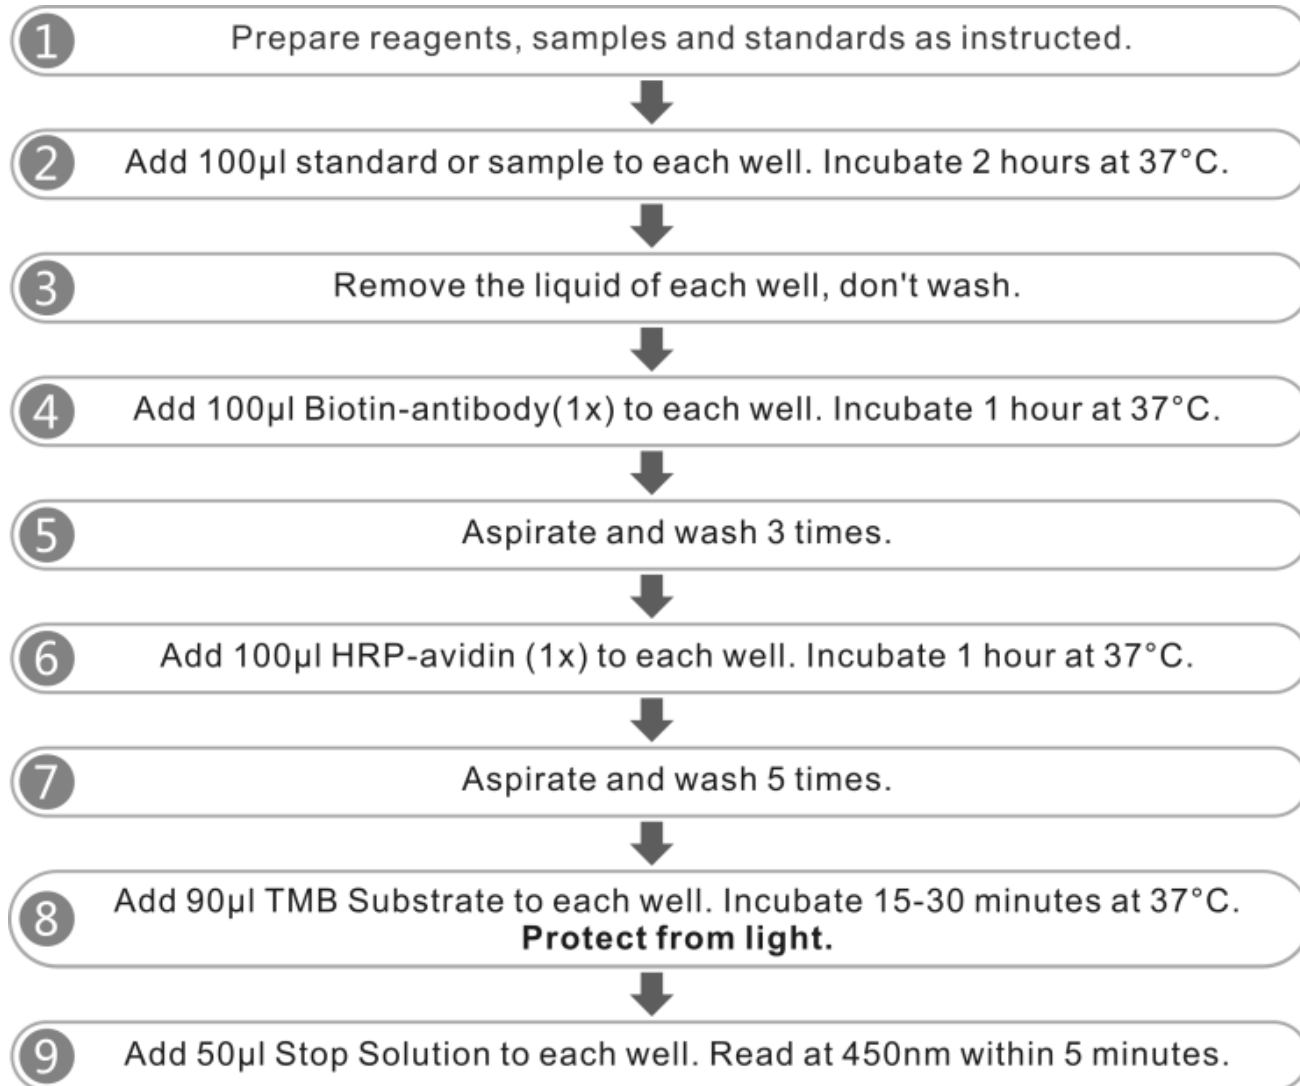 1 Prepare reagents, samples and standards as instructed.
2 Add 100µl standard or sample to each well. Incubate 2 hours at 37°C.
3 Remove the liquid of each well, don't wash.
4 Add 100µl Biotin-antibody(1x) to each well. Incubate 1 hour at 37°C.
5 Aspirate and wash 3 times.
6 Add 100µl HRP-avidin (1x) to each well. Incubate 1 hour at 37°C.
7 Aspirate and wash 5 times.
8 Add 90µl TMB Substrate to each well. Incubate 15-30 minutes at 37°C.
Protect from light.
9 Add 50µl Stop Solution to each well. Read at 450nm within 5 minutes.